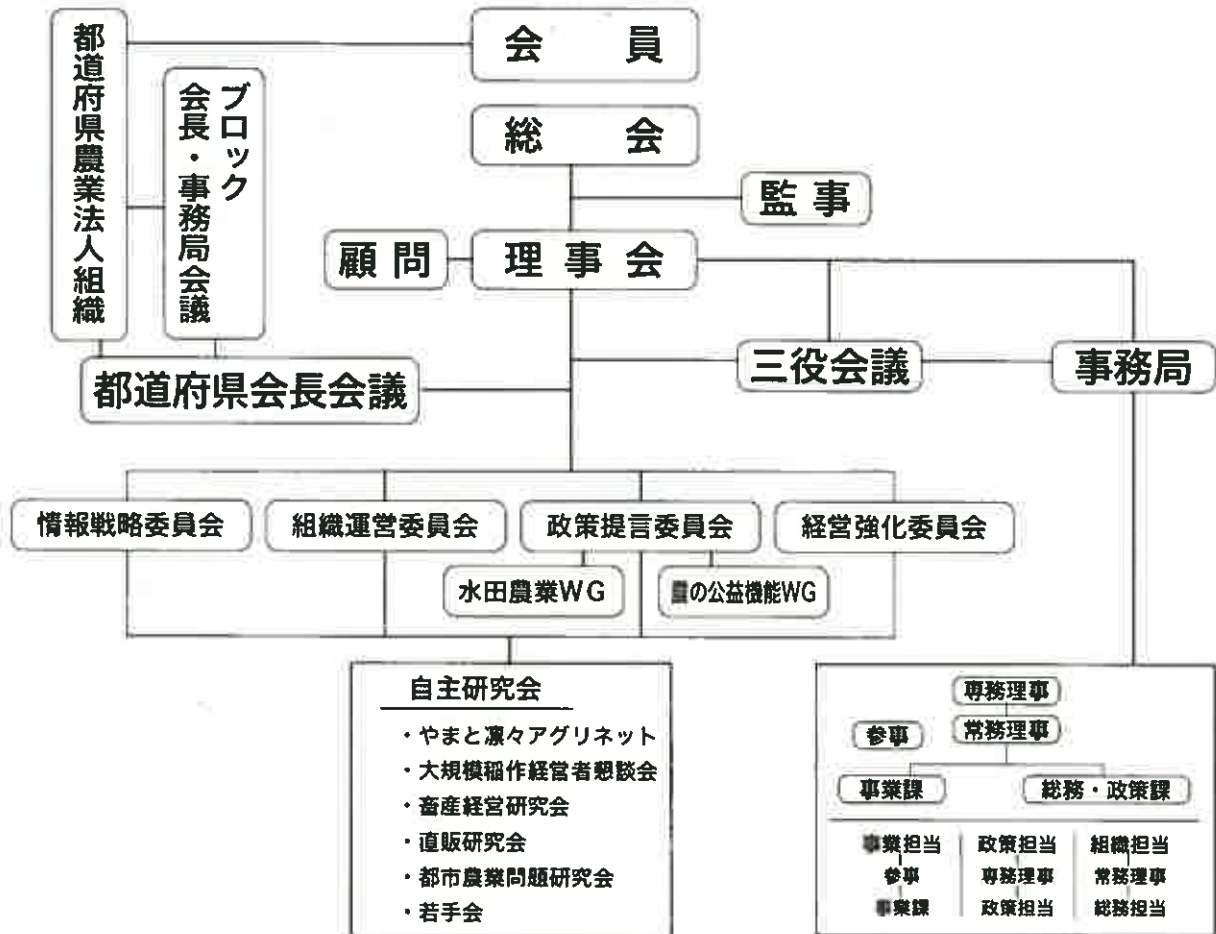 会員
都道府県農業法人組織
ブロック
会長・事務局会議
総会
監事
顧問
理事会
三役会議
事務局
都道府県会長会議
情報戦略委員会
組織運営委員会
政策提言委員会
経営強化委員会
水田農業WG
の公益機能WG
自主研究会
・やまと凛々アグリネット
・大規模稲作経営者懇談会
・畜産経営研究会
・直販研究会
・都市農業問題研究会
・若手会
専務理事
参事
常務理事
事業課
総務・政策課
事業担当 政策担当 組織担当
参事 専務理事 常務理事
事業課 政策担当 総務担当